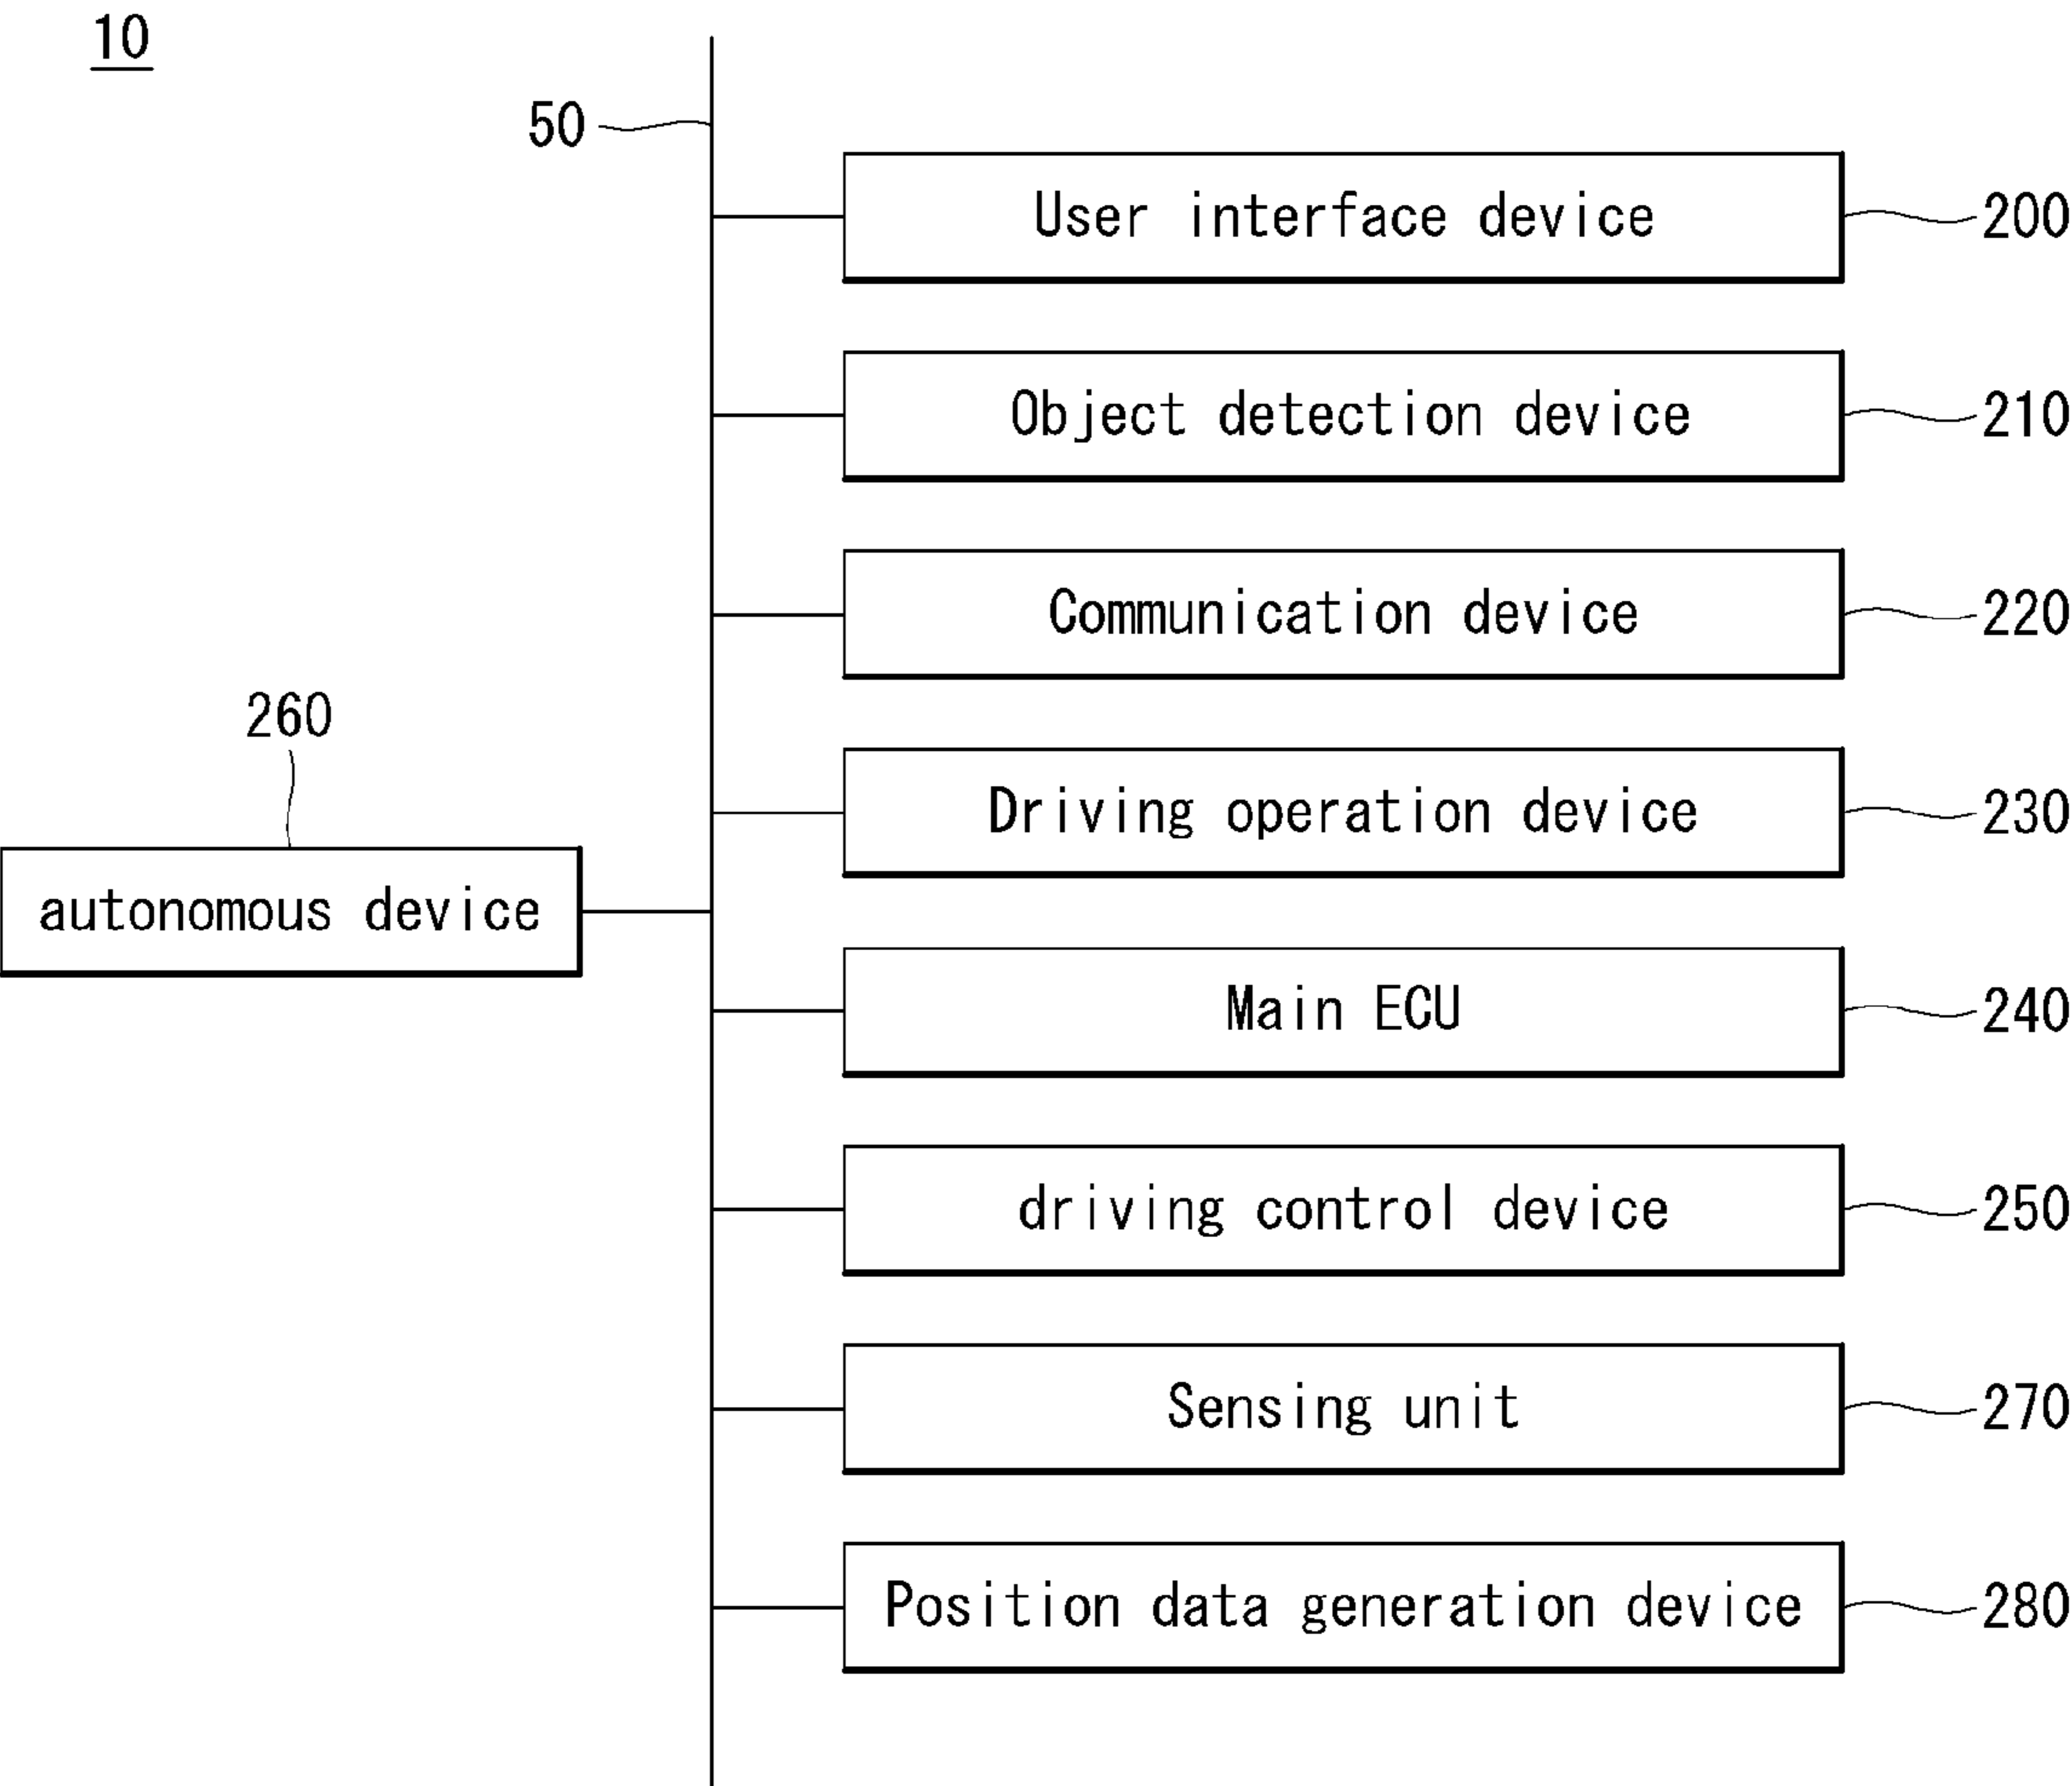 10
50
User interface device 200
Object detection device 210
Communication device 220
260
Driving operation device 230
autonomous device
Main ECU 240
driving control device 250
Sensing unit 270
Position data generation device 280